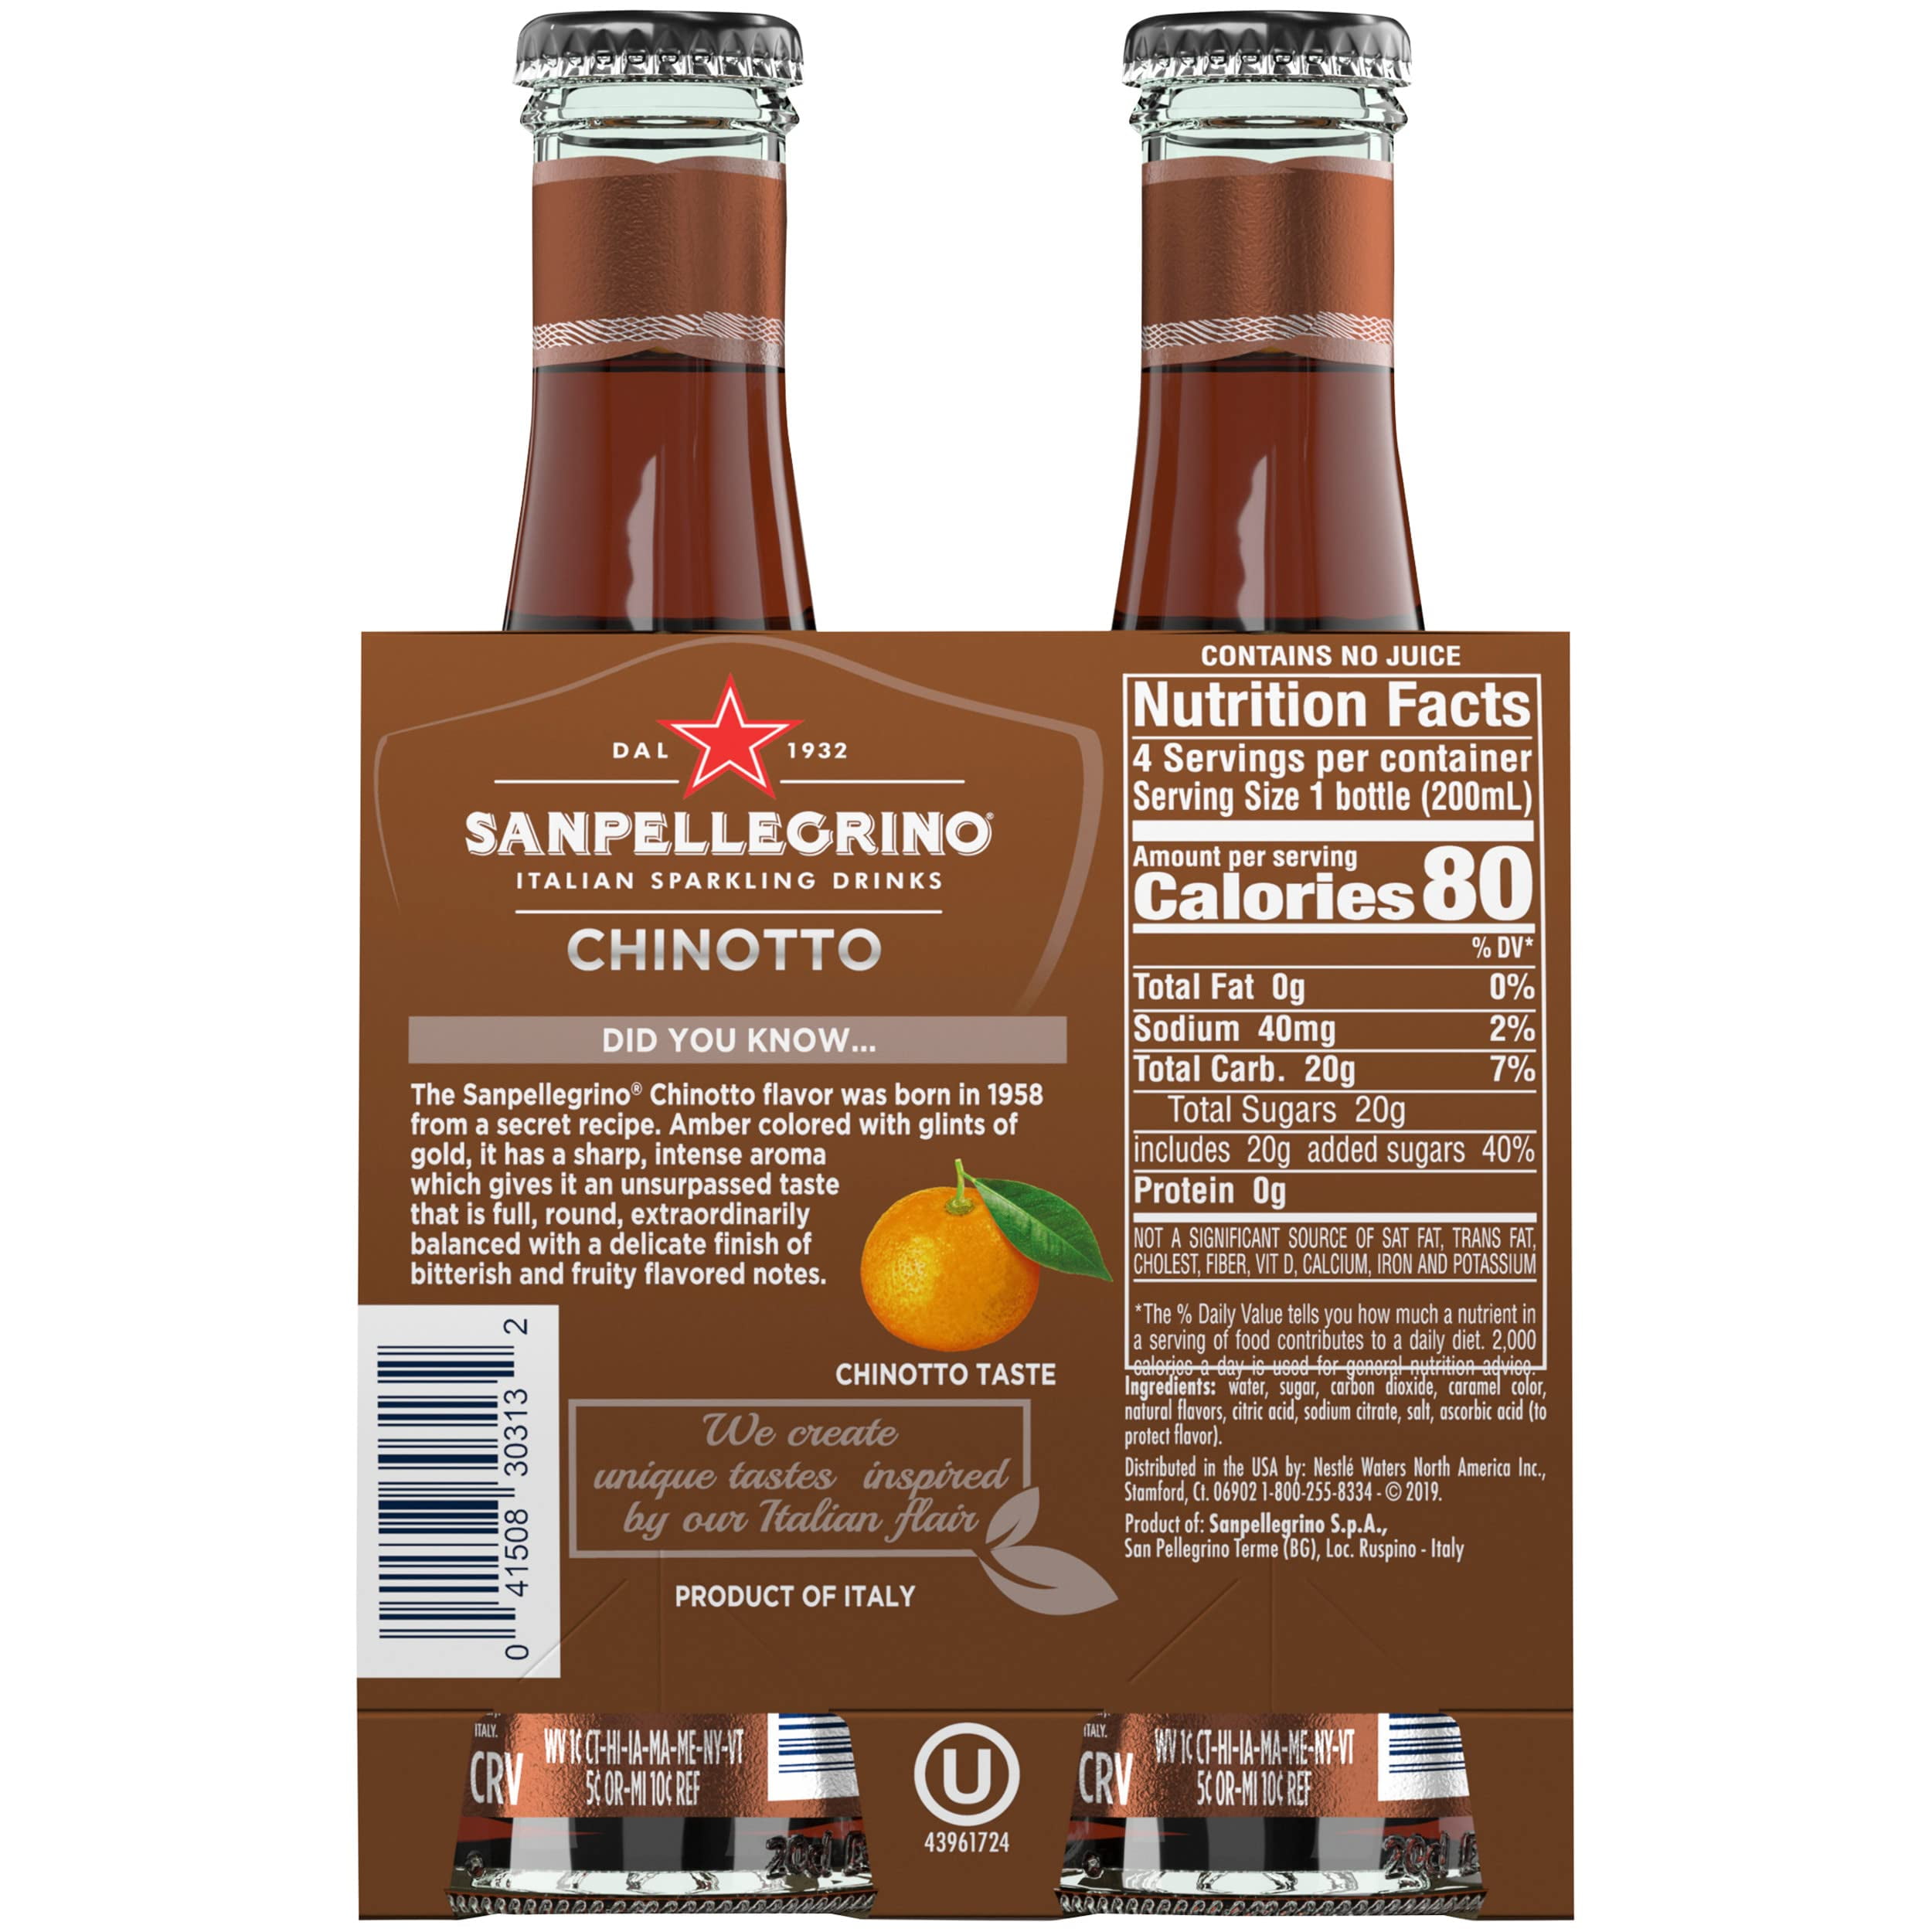 DAL 1932
SANPELLEGRINO®
ITALIAN SPARKLING DRINKS
CHINOTTO
DID YOU KNOW...
The Sanpellegrino® Chinotto flavor was born in 1958
from a secret recipe. Amber colored with glints of
gold, it has a sharp, intense aroma
which gives it an unsurpassed taste
that is full, round, extraordinarily
balanced with a delicate finish of
bitterish and fruity flavored notes.
CHINOTTO TASTE
We create
unique tastes inspired
by our Italian flair
PRODUCT OF ITALY
0 41508 30313 2
CONTAINS NO JUICE
Nutrition Facts
4 Servings per container
Serving Size 1 bottle (200mL)
Amount per serving
Calories 80
% DV*
Total Fat 0g 0%
Sodium 40mg 2%
Total Carb. 20g 7%
Total Sugars 20g
includes 20g added sugars 40%
Protein 0g
NOT A SIGNIFICANT SOURCE OF SAT FAT, TRANS FAT,
CHOLEST, FIBER, VIT D, CALCIUM, IRON AND POTASSIUM
*The % Daily Value tells you how much a nutrient in
a serving of food contributes to a daily diet. 2,000
calories a day is used for general nutrition advice.
Ingredients: water, sugar, carbon dioxide, caramel color,
natural flavors, citric acid, sodium citrate, salt, ascorbic acid (to
protect flavor).
Distributed in the USA by: Nestlé Waters North America Inc.,
Stamford, Ct. 06902 1-800-255-8334 - © 2019.
Product of: Sanpellegrino S.p.A.,
San Pellegrino Terme (BG), Loc. Ruspino - Italy
ITALY.
CRV
WV 1¢ CT-HI-IA-MA-ME-NY-VT
5¢ OR-MI 10¢ REF
20cl
U
43961724
ITALY.
CRV
WV 1¢ CT-HI-IA-MA-ME-NY-VT
5¢ OR-MI 10¢ REF
20cl